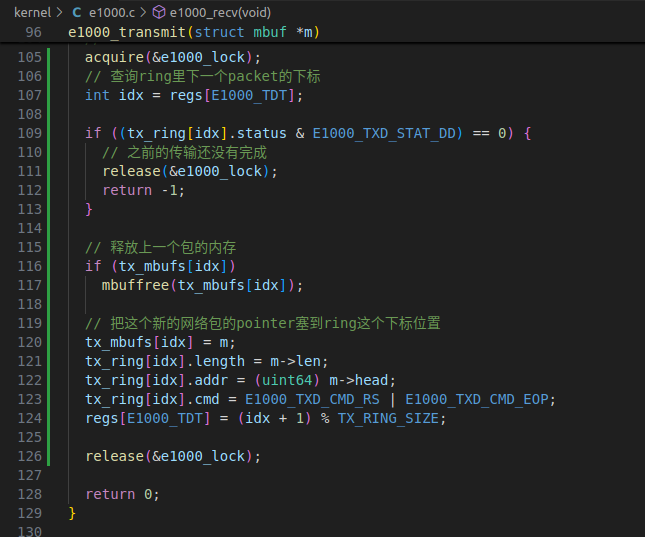 kernel > C e1000.c > e1000_recv(void)
96 e1000_transmit(struct mbuf *m)
105 acquire(&e1000_lock);
106 // 查询ring里下一个packet的下标
107 int idx = regs[E1000_TDT];
108
109 if ((tx_ring[idx].status & E1000_TXD_STAT_DD) == 0) {
110 // 之前的传输还没有完成
111 release(&e1000_lock);
112 return -1;
113 }
114
115 // 释放上一个包的内存
116 if (tx_mbufs[idx])
117 mbuffree(tx_mbufs[idx]);
118
119 // 把这个新的网络包的pointer塞到ring这个下标位置
120 tx_mbufs[idx] = m;
121 tx_ring[idx].length = m->len;
122 tx_ring[idx].addr = (uint64) m->head;
123 tx_ring[idx].cmd = E1000_TXD_CMD_RS | E1000_TXD_CMD_EOP;
124 regs[E1000_TDT] = (idx + 1) % TX_RING_SIZE;
125
126 release(&e1000_lock);
127
128 return 0;
129 }
130